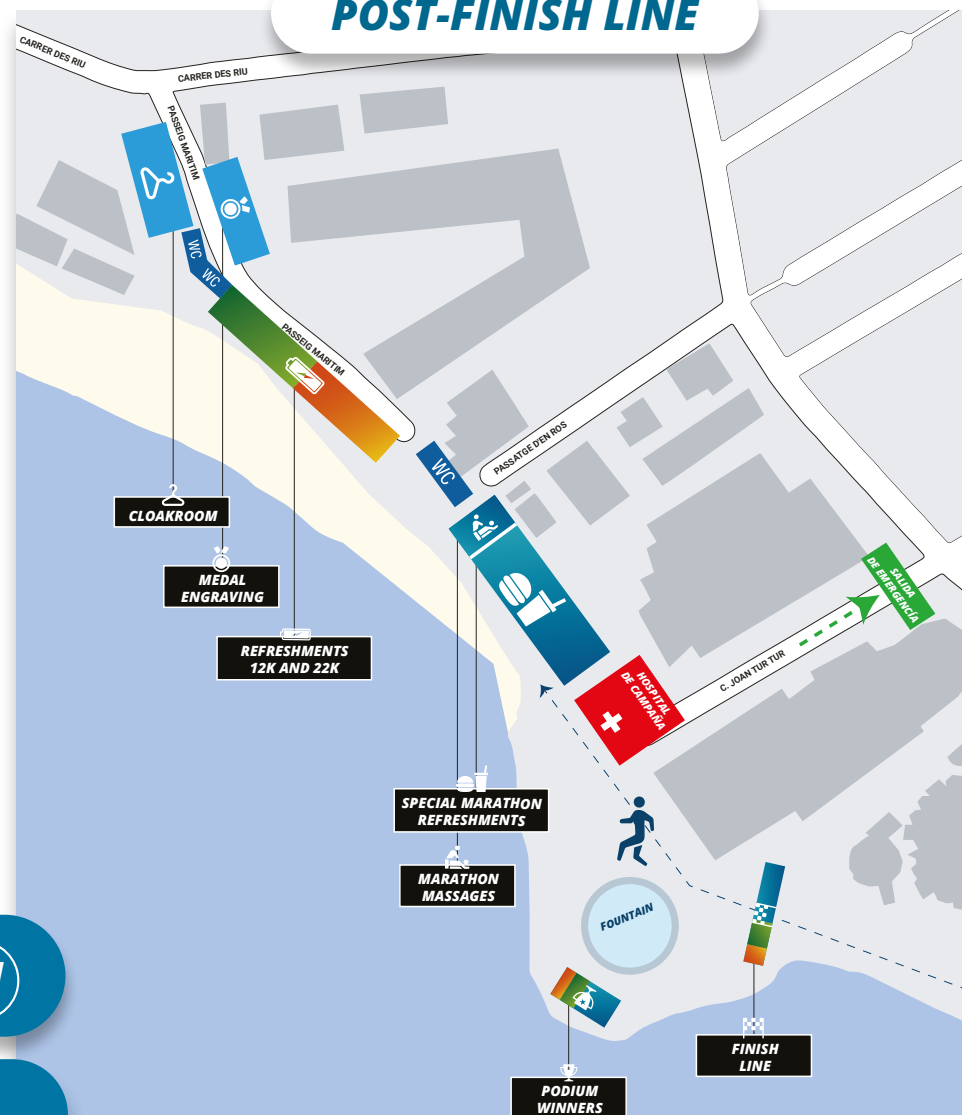 POST-FINISH LINE
CARRER DES RIU
CARRER DES RIU
PASSEIG MARITIM
WC
WC
PASSEIG MARITIM
PASSATGE D'EN ROS
WC
CLOAKROOM
MEDAL
ENGRAVING
REFRESHMENTS
12K AND 22K
SALIDA
DE EMERGENCÍA
C. JOAN TUR TUR
HOSPITAL
DE CAMPAÑA
SPECIAL MARATHON
REFRESHMENTS
MARATHON
MASSAGES
FOUNTAIN
FINISH
LINE
PODIUM
WINNERS